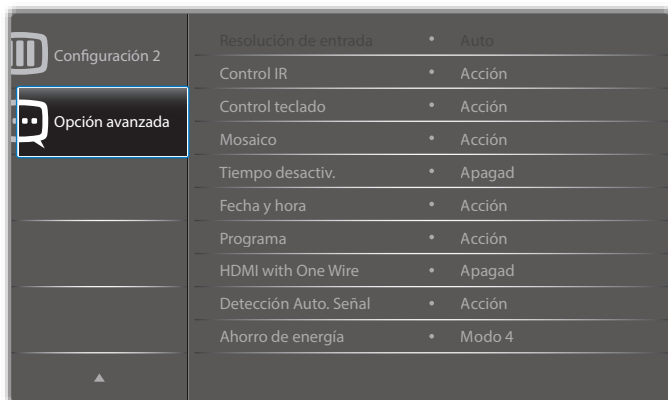 Configuración 2
Opción avanzada
Resolución de entrada • Auto
Control IR • Acción
Control teclado • Acción
Mosaico • Acción
Tiempo desactiv. • Apagad
Fecha y hora • Acción
Programa • Acción
HDMI with One Wire • Apagad
Detección Auto. Señal • Acción
Ahorro de energía • Modo 4